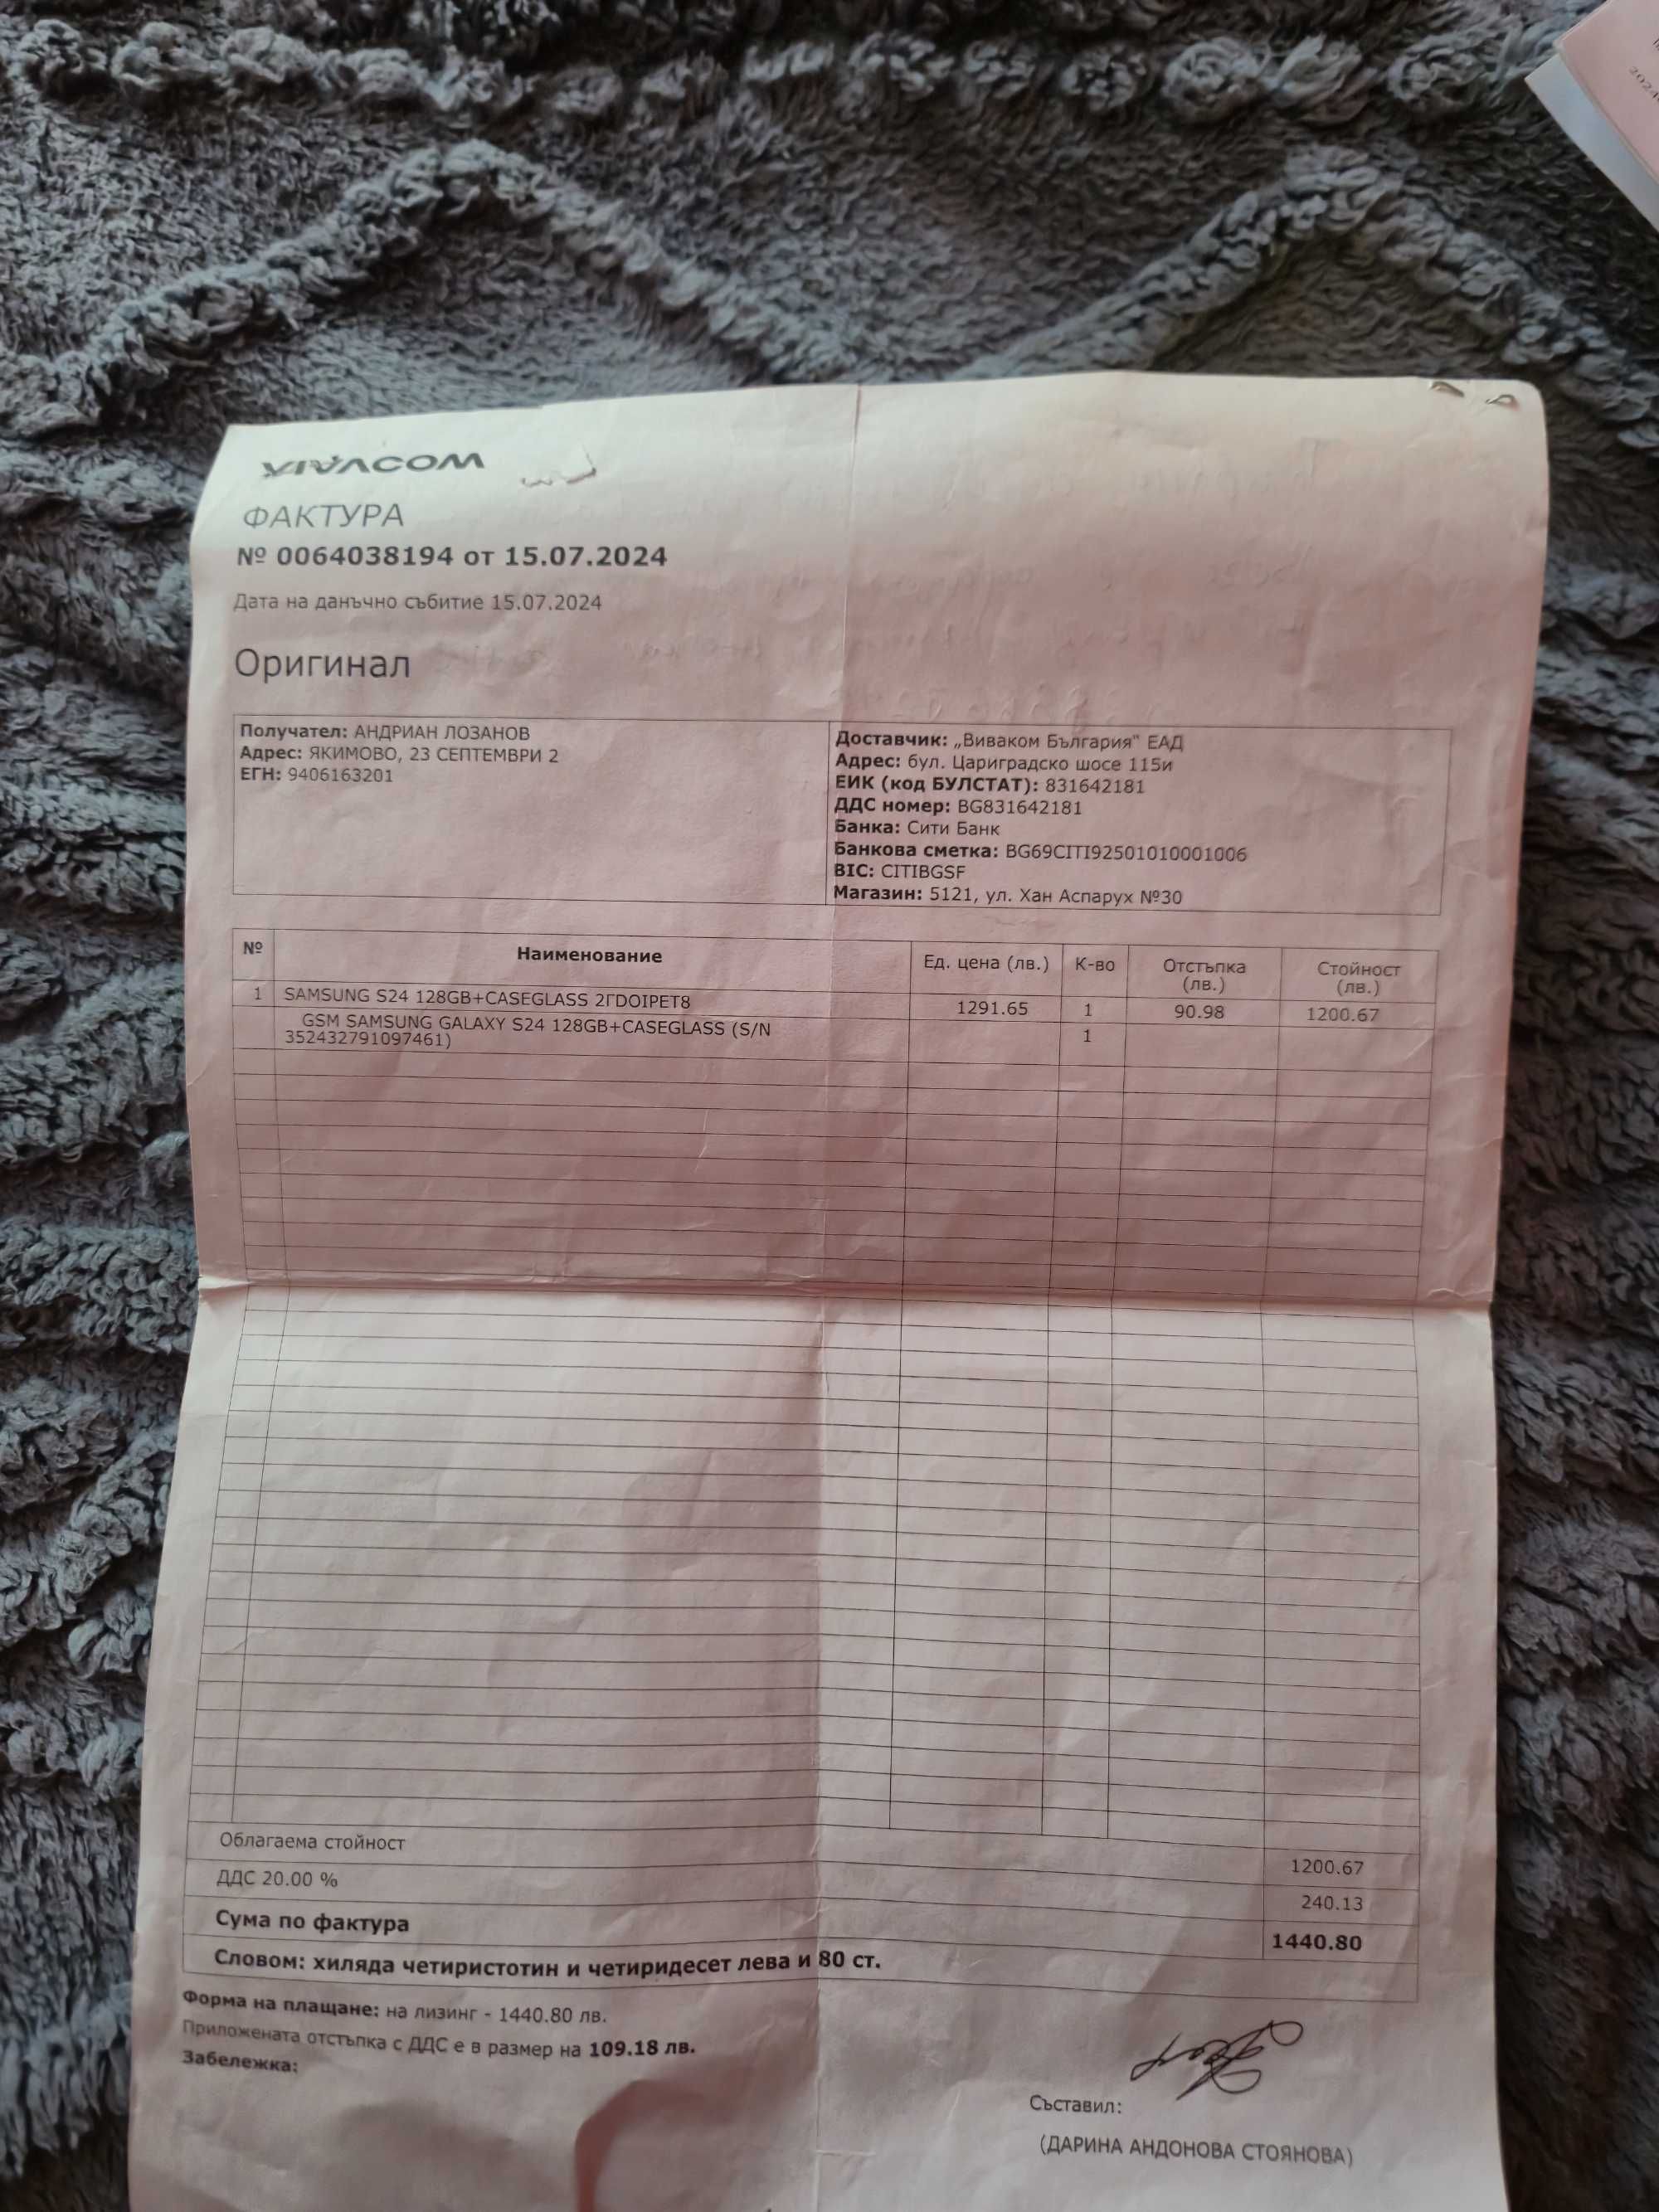 VIVACOM
ФАКТУРА
№ 0064038194 от 15.07.2024
Дата на данъчно събитие 15.07.2024
Оригинал
Получател: АНДРИАН ЛОЗАНОВ
Адрес: ЯКИМОВО, 23 СЕПТЕМВРИ 2
ЕГН: 9406163201
Доставчик: „Виваком България" ЕАД
Адрес: бул. Цариградско шосе 115и
ЕИК (код БУЛСТАТ): 831642181
ДДС номер: BG831642181
Банка: Сити Банк
Банкова сметка: BG69CITI92501010001006
BIC: CITIBGSF
Магазин: 5121, ул. Хан Аспарух №30
№ Наименование Ед. цена (лв.) К-во Отстъпка (лв.) Стойност (лв.)
1 SAMSUNG S24 128GB+CASEGLASS 2ГDOIPET8 1291.65 1 90.98 1200.67
GSM SAMSUNG GALAXY S24 128GB+CASEGLASS (S/N 1
352432791097461)
Облагаема стойност 1200.67
ДДС 20.00 % 240.13
Сума по фактура 1440.80
Словом: хиляда четиристотин и четиридесет лева и 80 ст.
Форма на плащане: на лизинг - 1440.80 лв.
Приложената отстъпка с ДДС е в размер на 109.18 лв.
Забележка:
Съставил:
(ДАРИНА АНДОНОВА СТОЯНОВА)